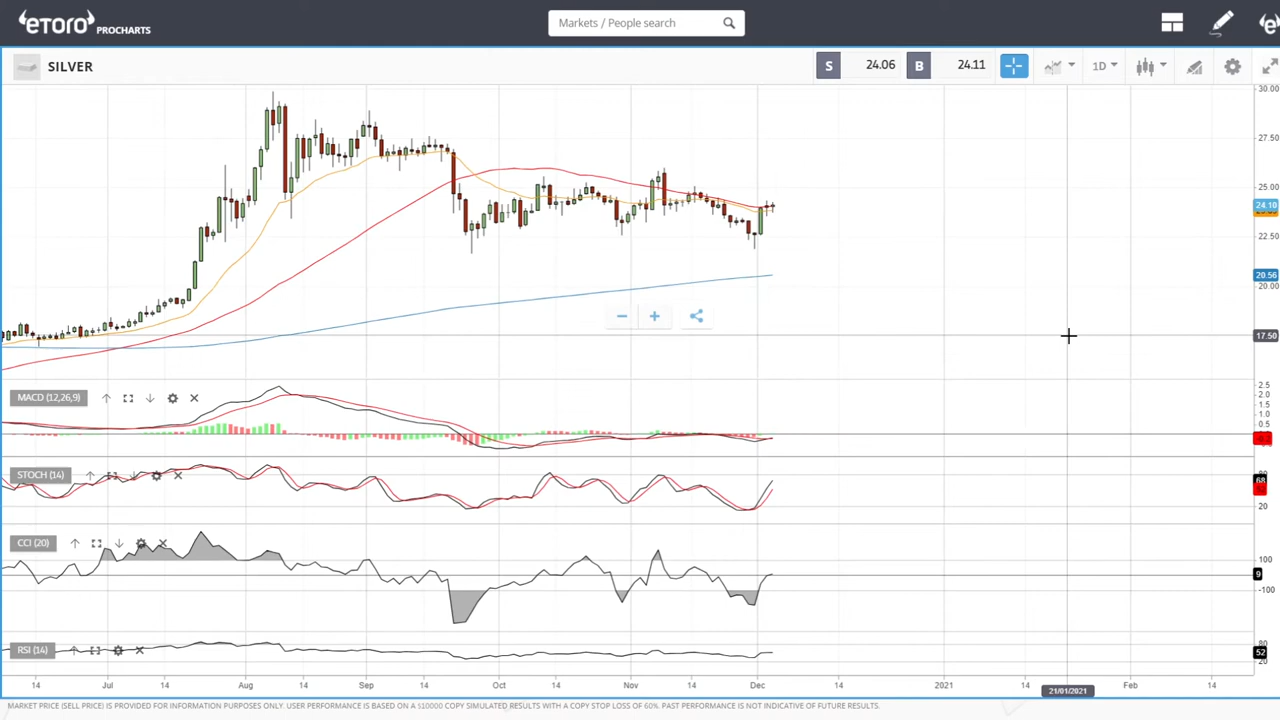 eTORO PROCHARTS
Markets / People search
SILVER
S 24.06 B 24.11 1D
30.00
27.50
25.00
24.10
22.50
20.56
20.00
17.50
MACD (12,26,9)
2.5
2.0
1.5
1.0
0.5
STOCH (14)
80
68
20
CCI (20)
100
9
-100
RSI (14)
80
52
20
14 Jul 14 Aug 14 Sep 14 Oct 14 Nov 14 Dec 14 2021 14 Feb 14
21/01/2021
MARKET PRICE (SELL PRICE) IS PROVIDED FOR INFORMATION PURPOSES ONLY. USER PERFORMANCE IS BASED ON A $10000 COPY SIMULATED RESULTS WITH A COPY STOP LOSS OF 60%. PAST PERFORMANCE IS NOT INDICATIVE OF FUTURE RESULTS.